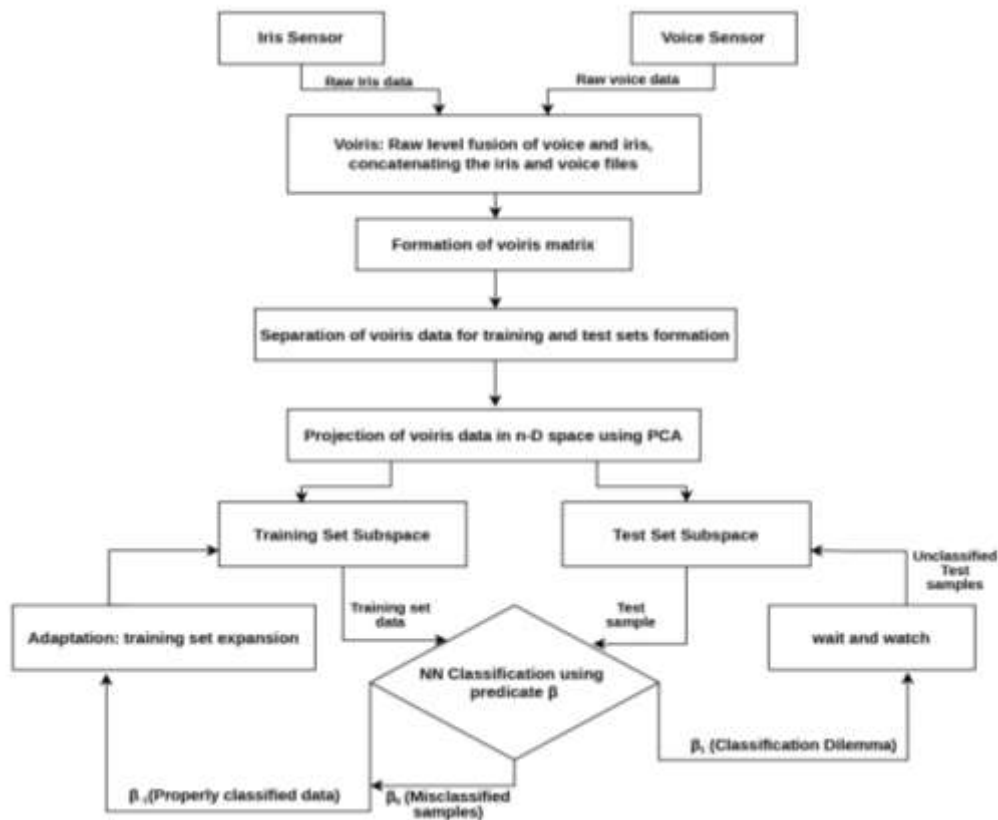 Iris Sensor
Voice Sensor
Raw Iris data
Raw voice data
Voiris: Raw level fusion of voice and iris,
concatenating the iris and voice files
Formation of voiris matrix
Separation of voiris data for training and test sets formation
Projection of voiris data in n-D space using PCA
Training Set Subspace
Test Set Subspace
Unclassified
Test
samples
Training set
data
Test
sample
Adaptation: training set expansion
wait and watch
NN Classification using
predicate β
β₁ (Classification Dilemma)
β₋₁(Properly classified data)
β₀ (Misclassified
samples)